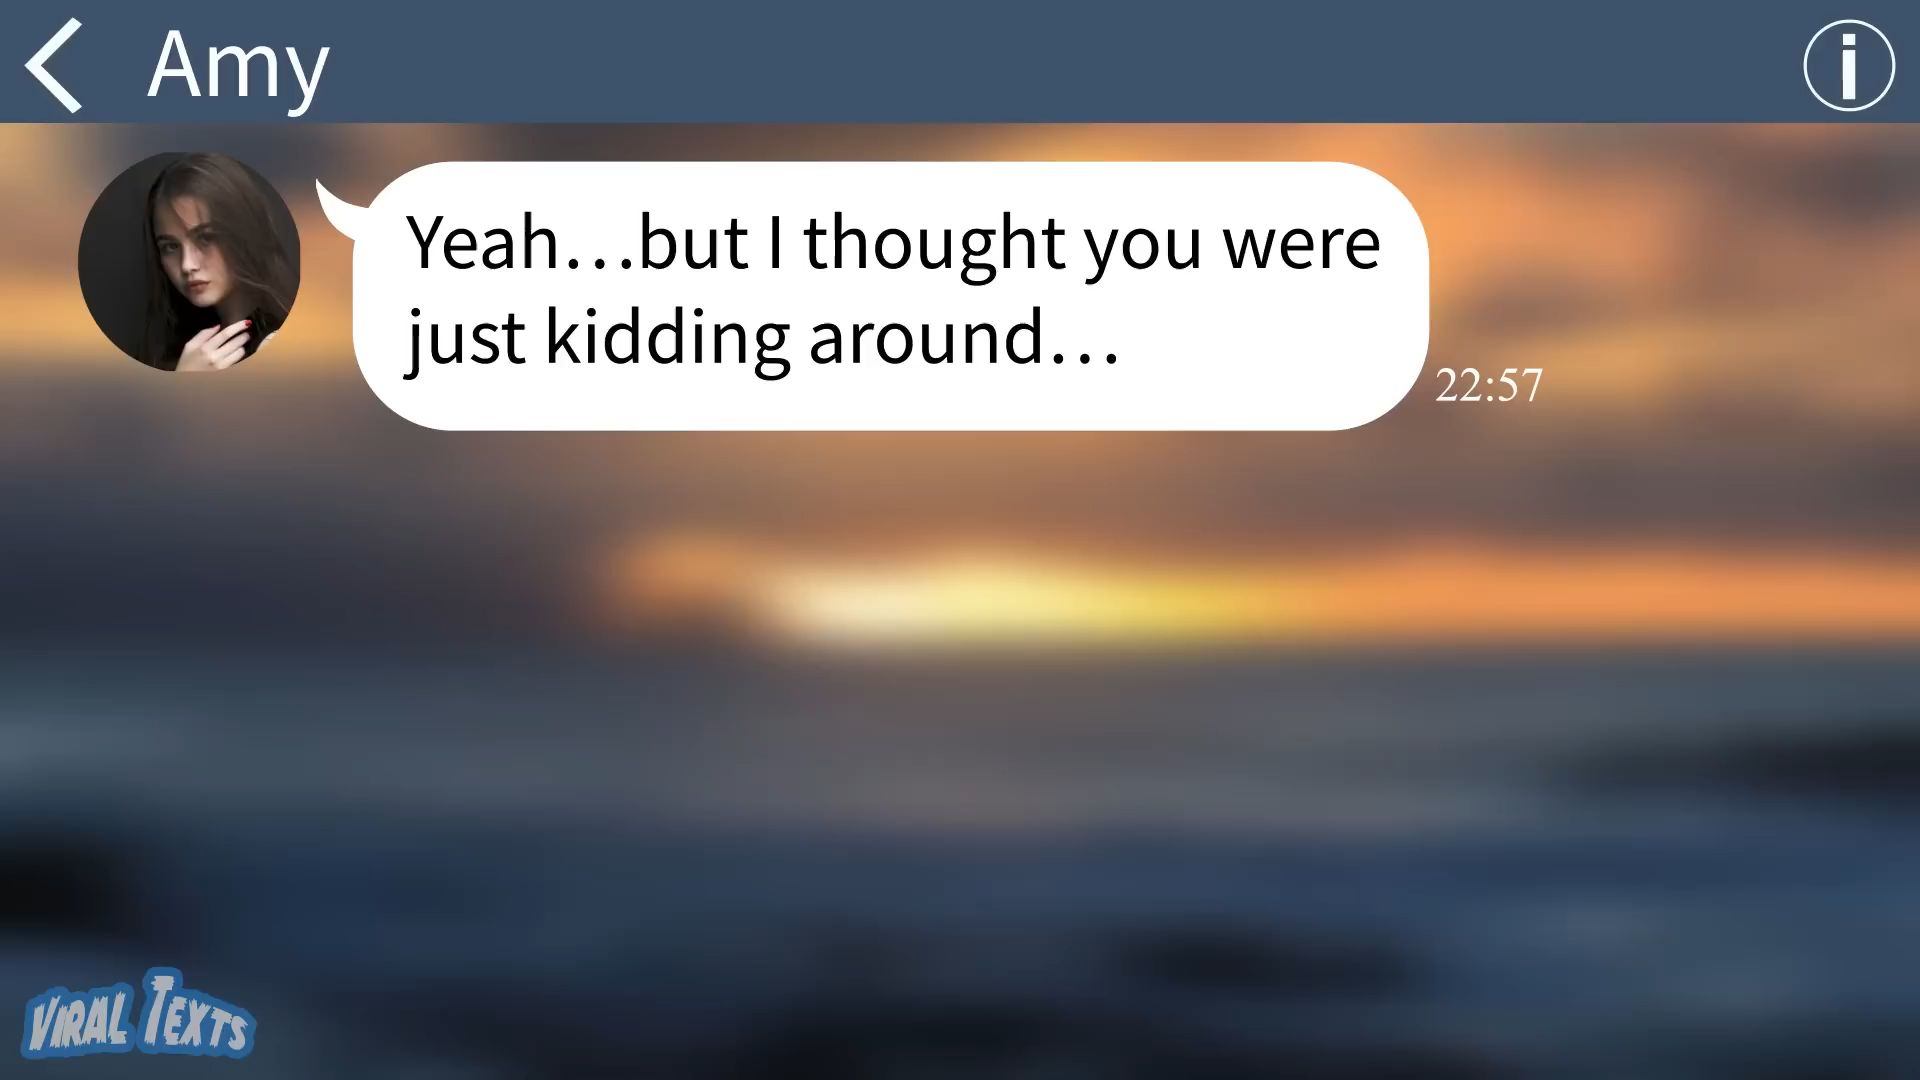 Amy
Yeah…but I thought you were
just kidding around…
22:57
Viral Texts